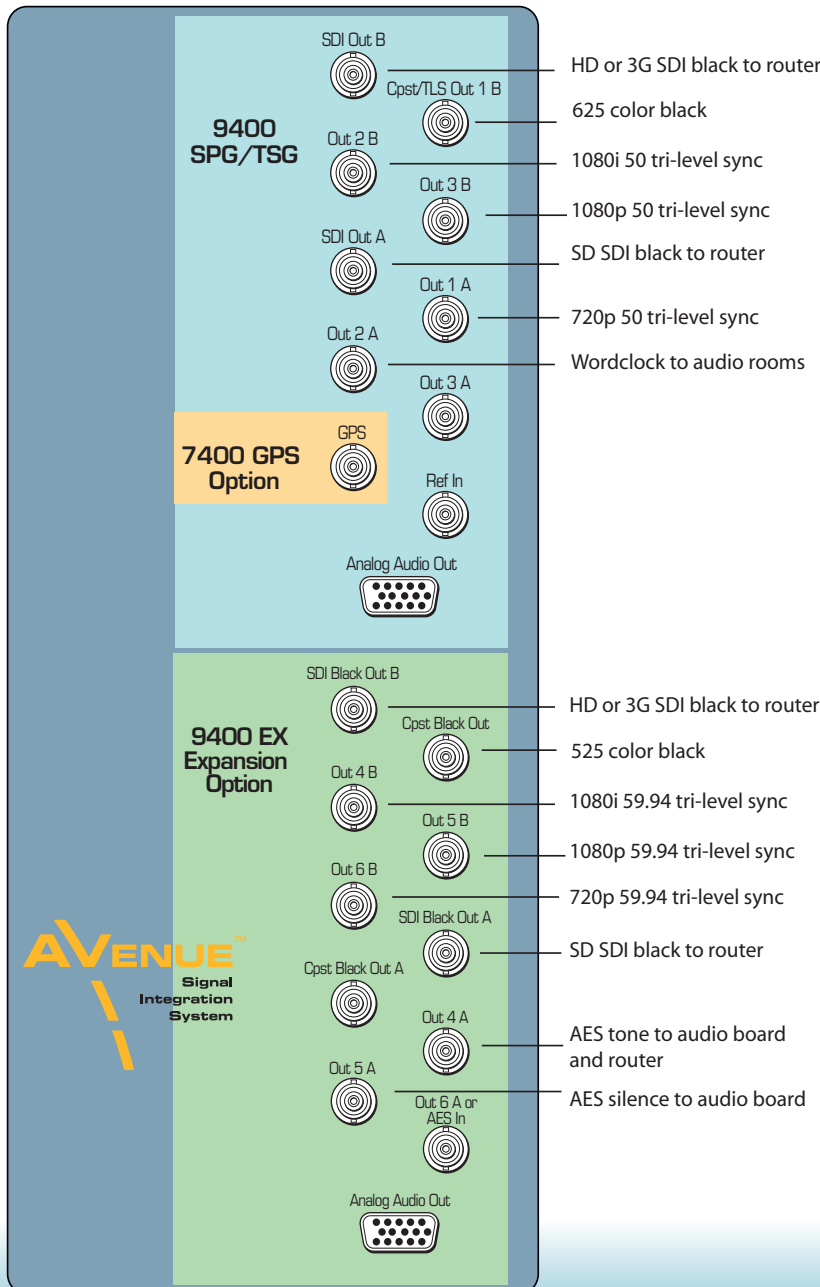 SDI Out B
HD or 3G SDI black to router
Cpst/TLS Out 1 B
625 color black
9400
SPG/TSG
Out 2 B
1080i 50 tri-level sync
Out 3 B
1080p 50 tri-level sync
SDI Out A
SD SDI black to router
Out 1 A
720p 50 tri-level sync
Out 2 A
Wordclock to audio rooms
Out 3 A
7400 GPS
Option
GPS
Ref In
Analog Audio Out
SDI Black Out B
HD or 3G SDI black to router
9400 EX
Expansion
Option
Cpst Black Out
525 color black
Out 4 B
1080i 59.94 tri-level sync
Out 5 B
1080p 59.94 tri-level sync
Out 6 B
720p 59.94 tri-level sync
SDI Black Out A
SD SDI black to router
AVENUE™
Signal
Integration
System
Cpst Black Out A
Out 4 A
AES tone to audio board
and router
Out 5 A
AES silence to audio board
Out 6 A or
AES In
Analog Audio Out